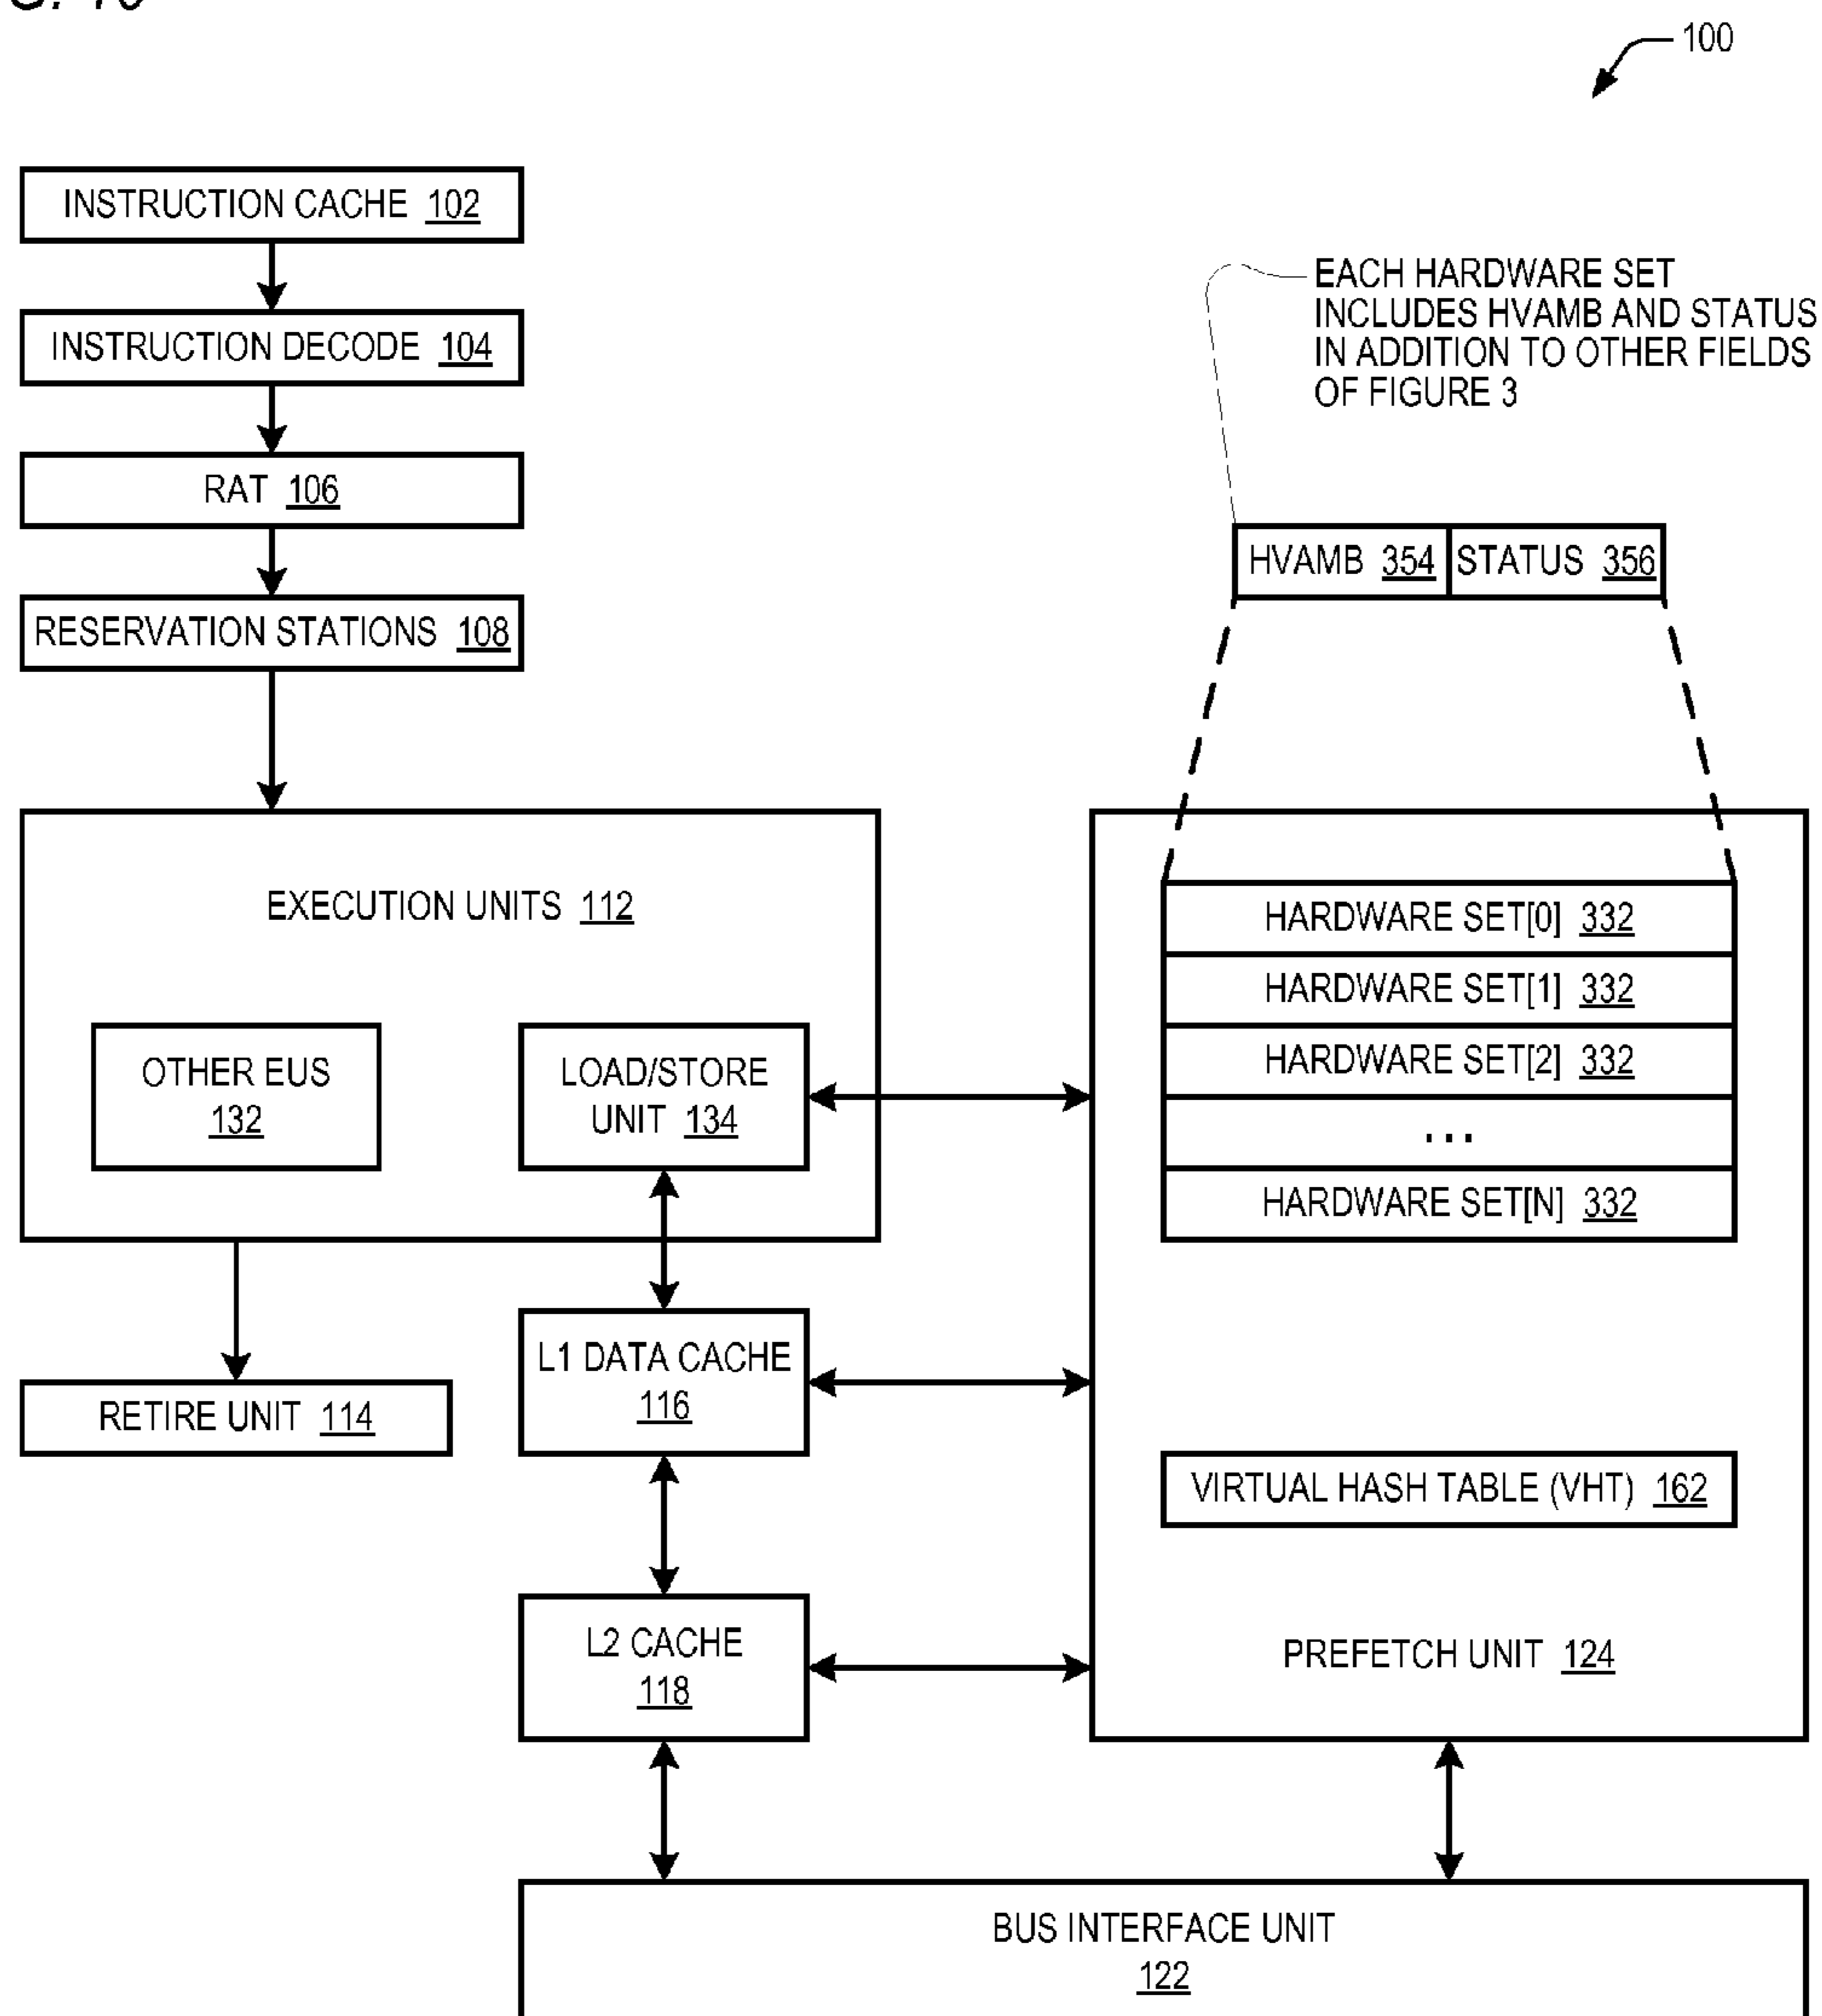 100
INSTRUCTION CACHE 102
EACH HARDWARE SET
INCLUDES HVAMB AND STATUS
IN ADDITION TO OTHER FIELDS
OF FIGURE 3
INSTRUCTION DECODE 104
RAT 106
HVAMB 354 STATUS 356
RESERVATION STATIONS 108
EXECUTION UNITS 112
HARDWARE SET[0] 332
HARDWARE SET[1] 332
HARDWARE SET[2] 332
...
HARDWARE SET[N] 332
OTHER EUS
132
LOAD/STORE
UNIT 134
L1 DATA CACHE
116
RETIRE UNIT 114
VIRTUAL HASH TABLE (VHT) 162
L2 CACHE
118
PREFETCH UNIT 124
BUS INTERFACE UNIT
122